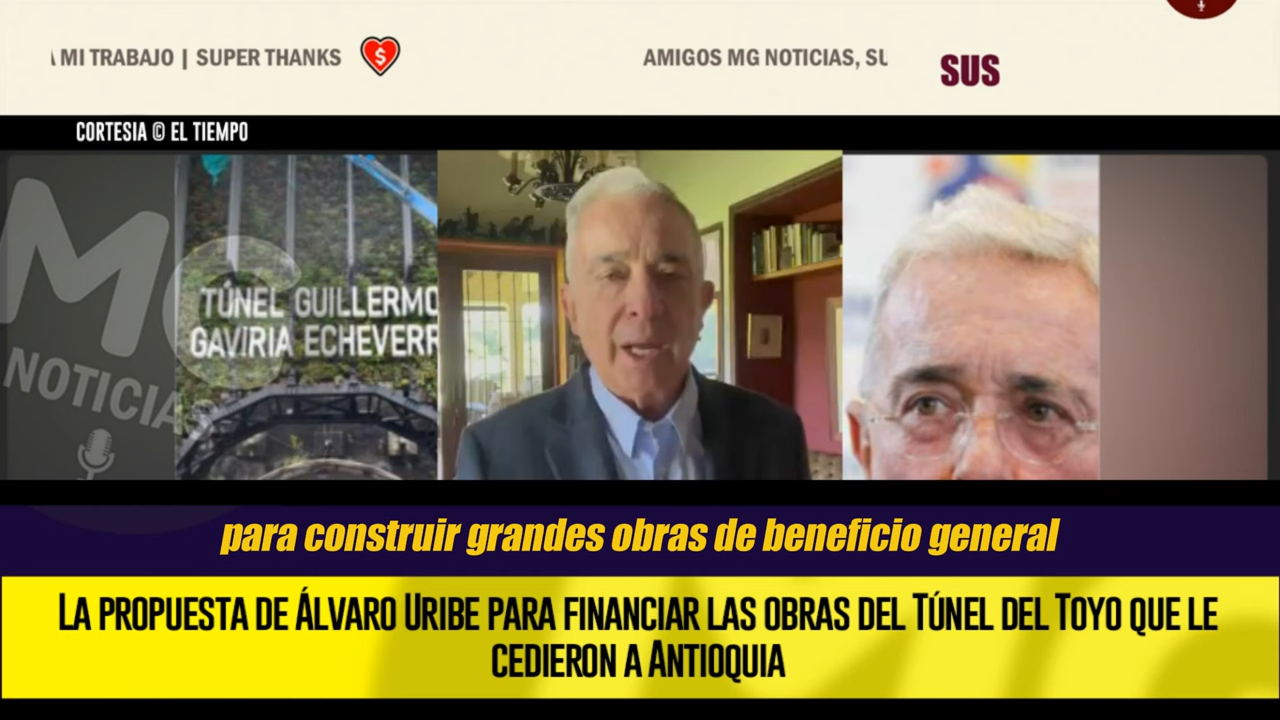 A MI TRABAJO | SUPER THANKS
AMIGOS MG NOTICIAS, SU
SUS
CORTESIA © EL TIEMPO
MG
NOTICIAS
TÚNEL GUILLERMO
GAVIRIA ECHEVERR
para construir grandes obras de beneficio general
LA PROPUESTA DE ÁLVARO URIBE PARA FINANCIAR LAS OBRAS DEL TÚNEL DEL TOYO QUE LE
CEDIERON A ANTIOQUIA